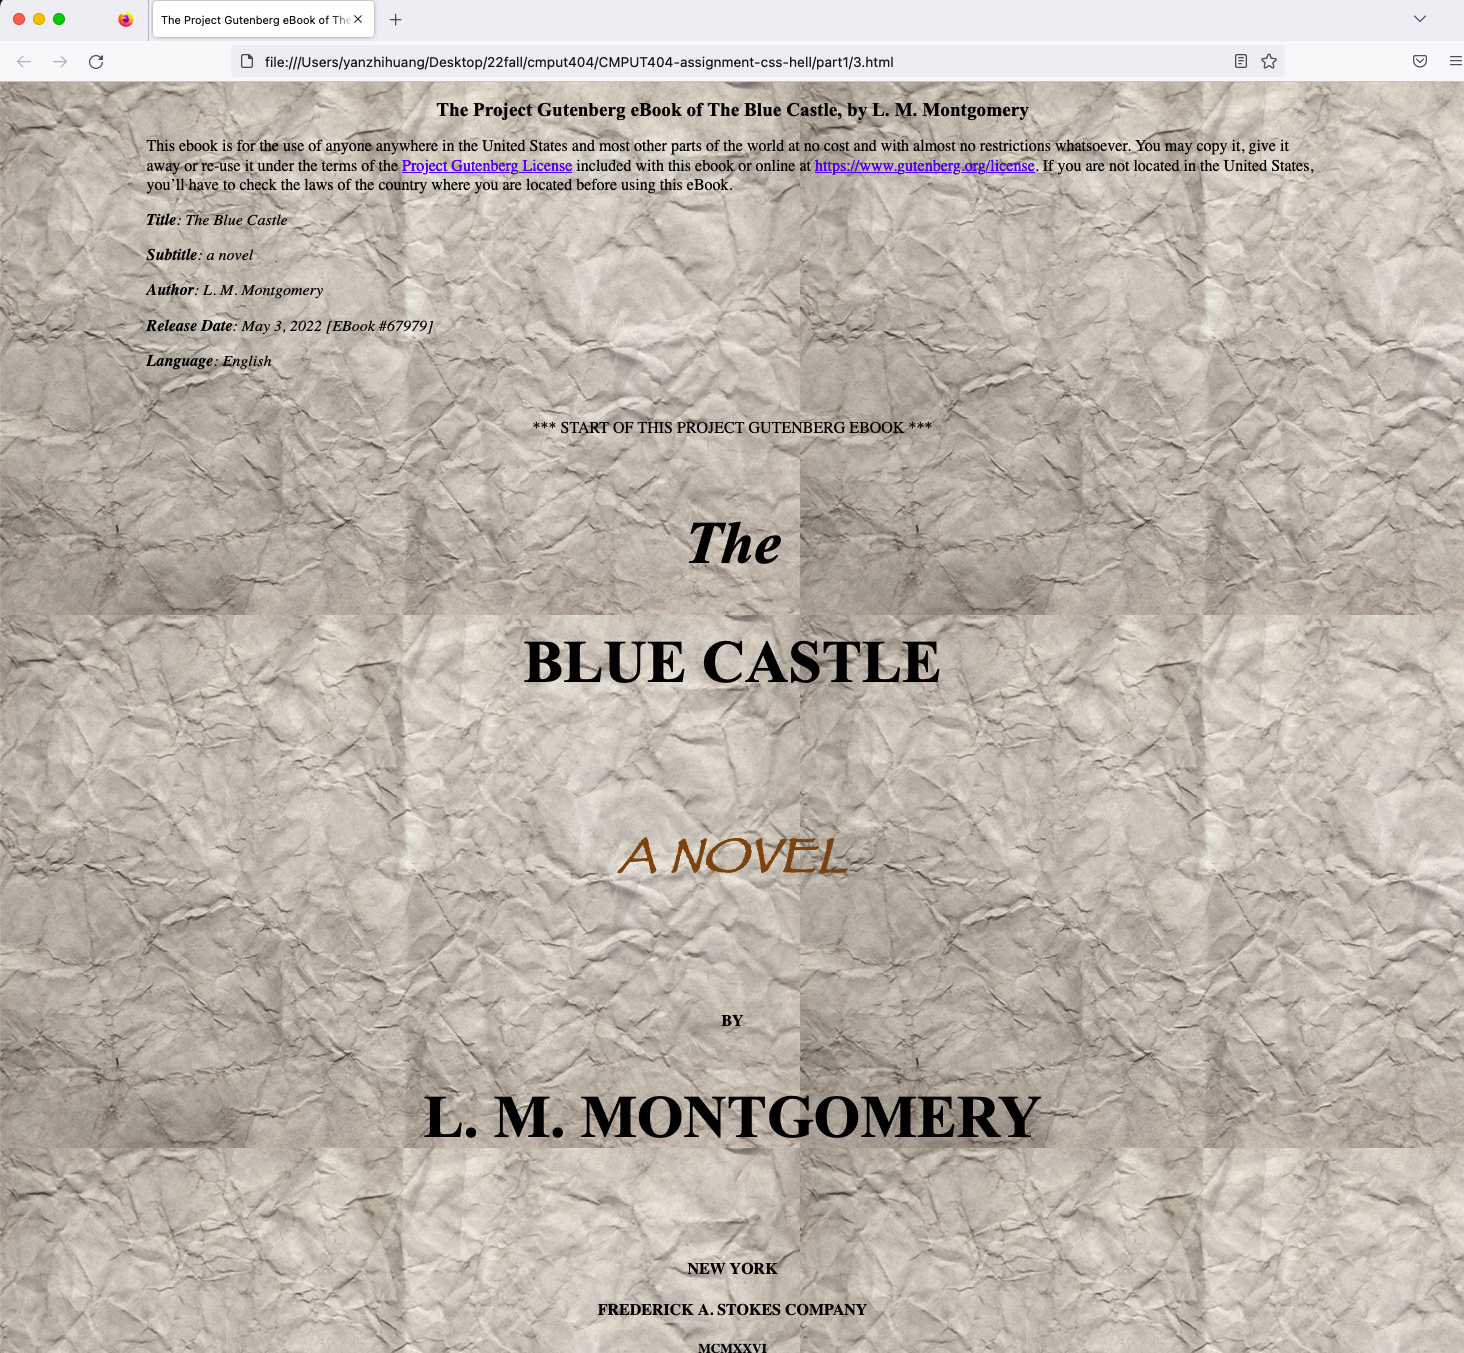 The Project Gutenberg eBook of The
file:///Users/yanzhihuang/Desktop/22fall/cmput404/CMPUT404-assignment-css-hell/part1/3.html
The Project Gutenberg eBook of The Blue Castle, by L. M. Montgomery
This ebook is for the use of anyone anywhere in the United States and most other parts of the world at no cost and with almost no restrictions whatsoever. You may copy it, give it
away or re-use it under the terms of the Project Gutenberg License included with this ebook or online at https://www.gutenberg.org/license. If you are not located in the United States,
you’ll have to check the laws of the country where you are located before using this eBook.
Title: The Blue Castle
Subtitle: a novel
Author: L. M. Montgomery
Release Date: May 3, 2022 [EBook #67979]
Language: English
*** START OF THIS PROJECT GUTENBERG EBOOK ***
The
BLUE CASTLE
A NOVEL
BY
L. M. MONTGOMERY
NEW YORK
FREDERICK A. STOKES COMPANY
MCMXXVI